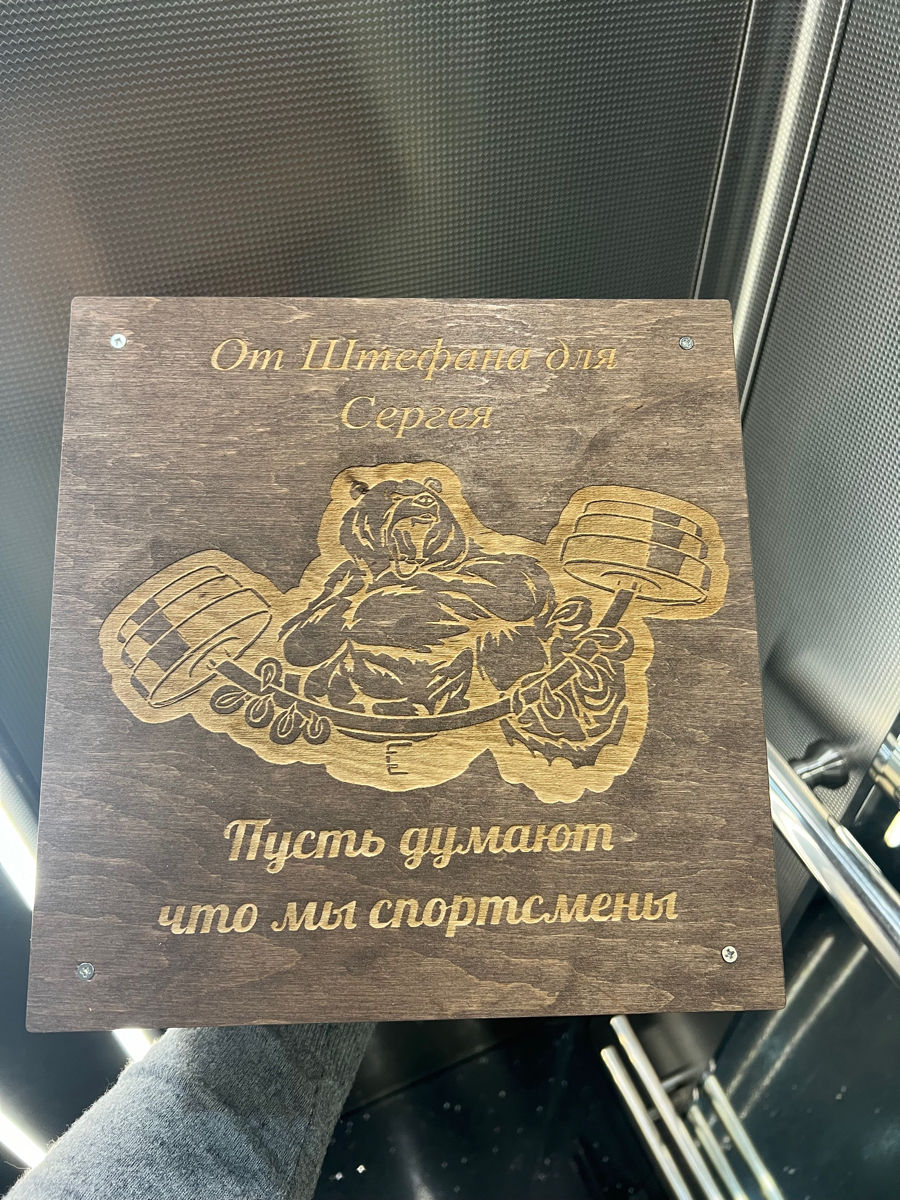 От Штефана для
Сергея
Пусть думают
что мы спортсмены